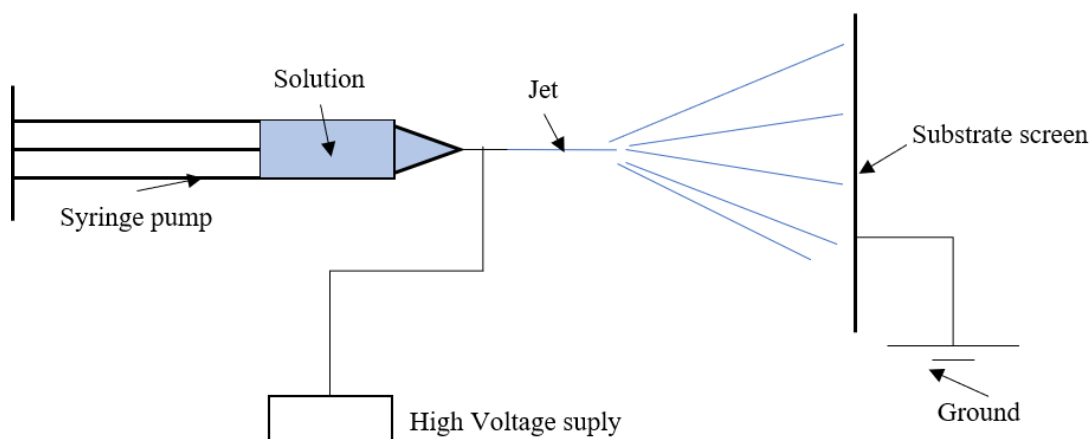 Solution
Jet
Substrate screen
Syringe pump
High Voltage suply
Ground